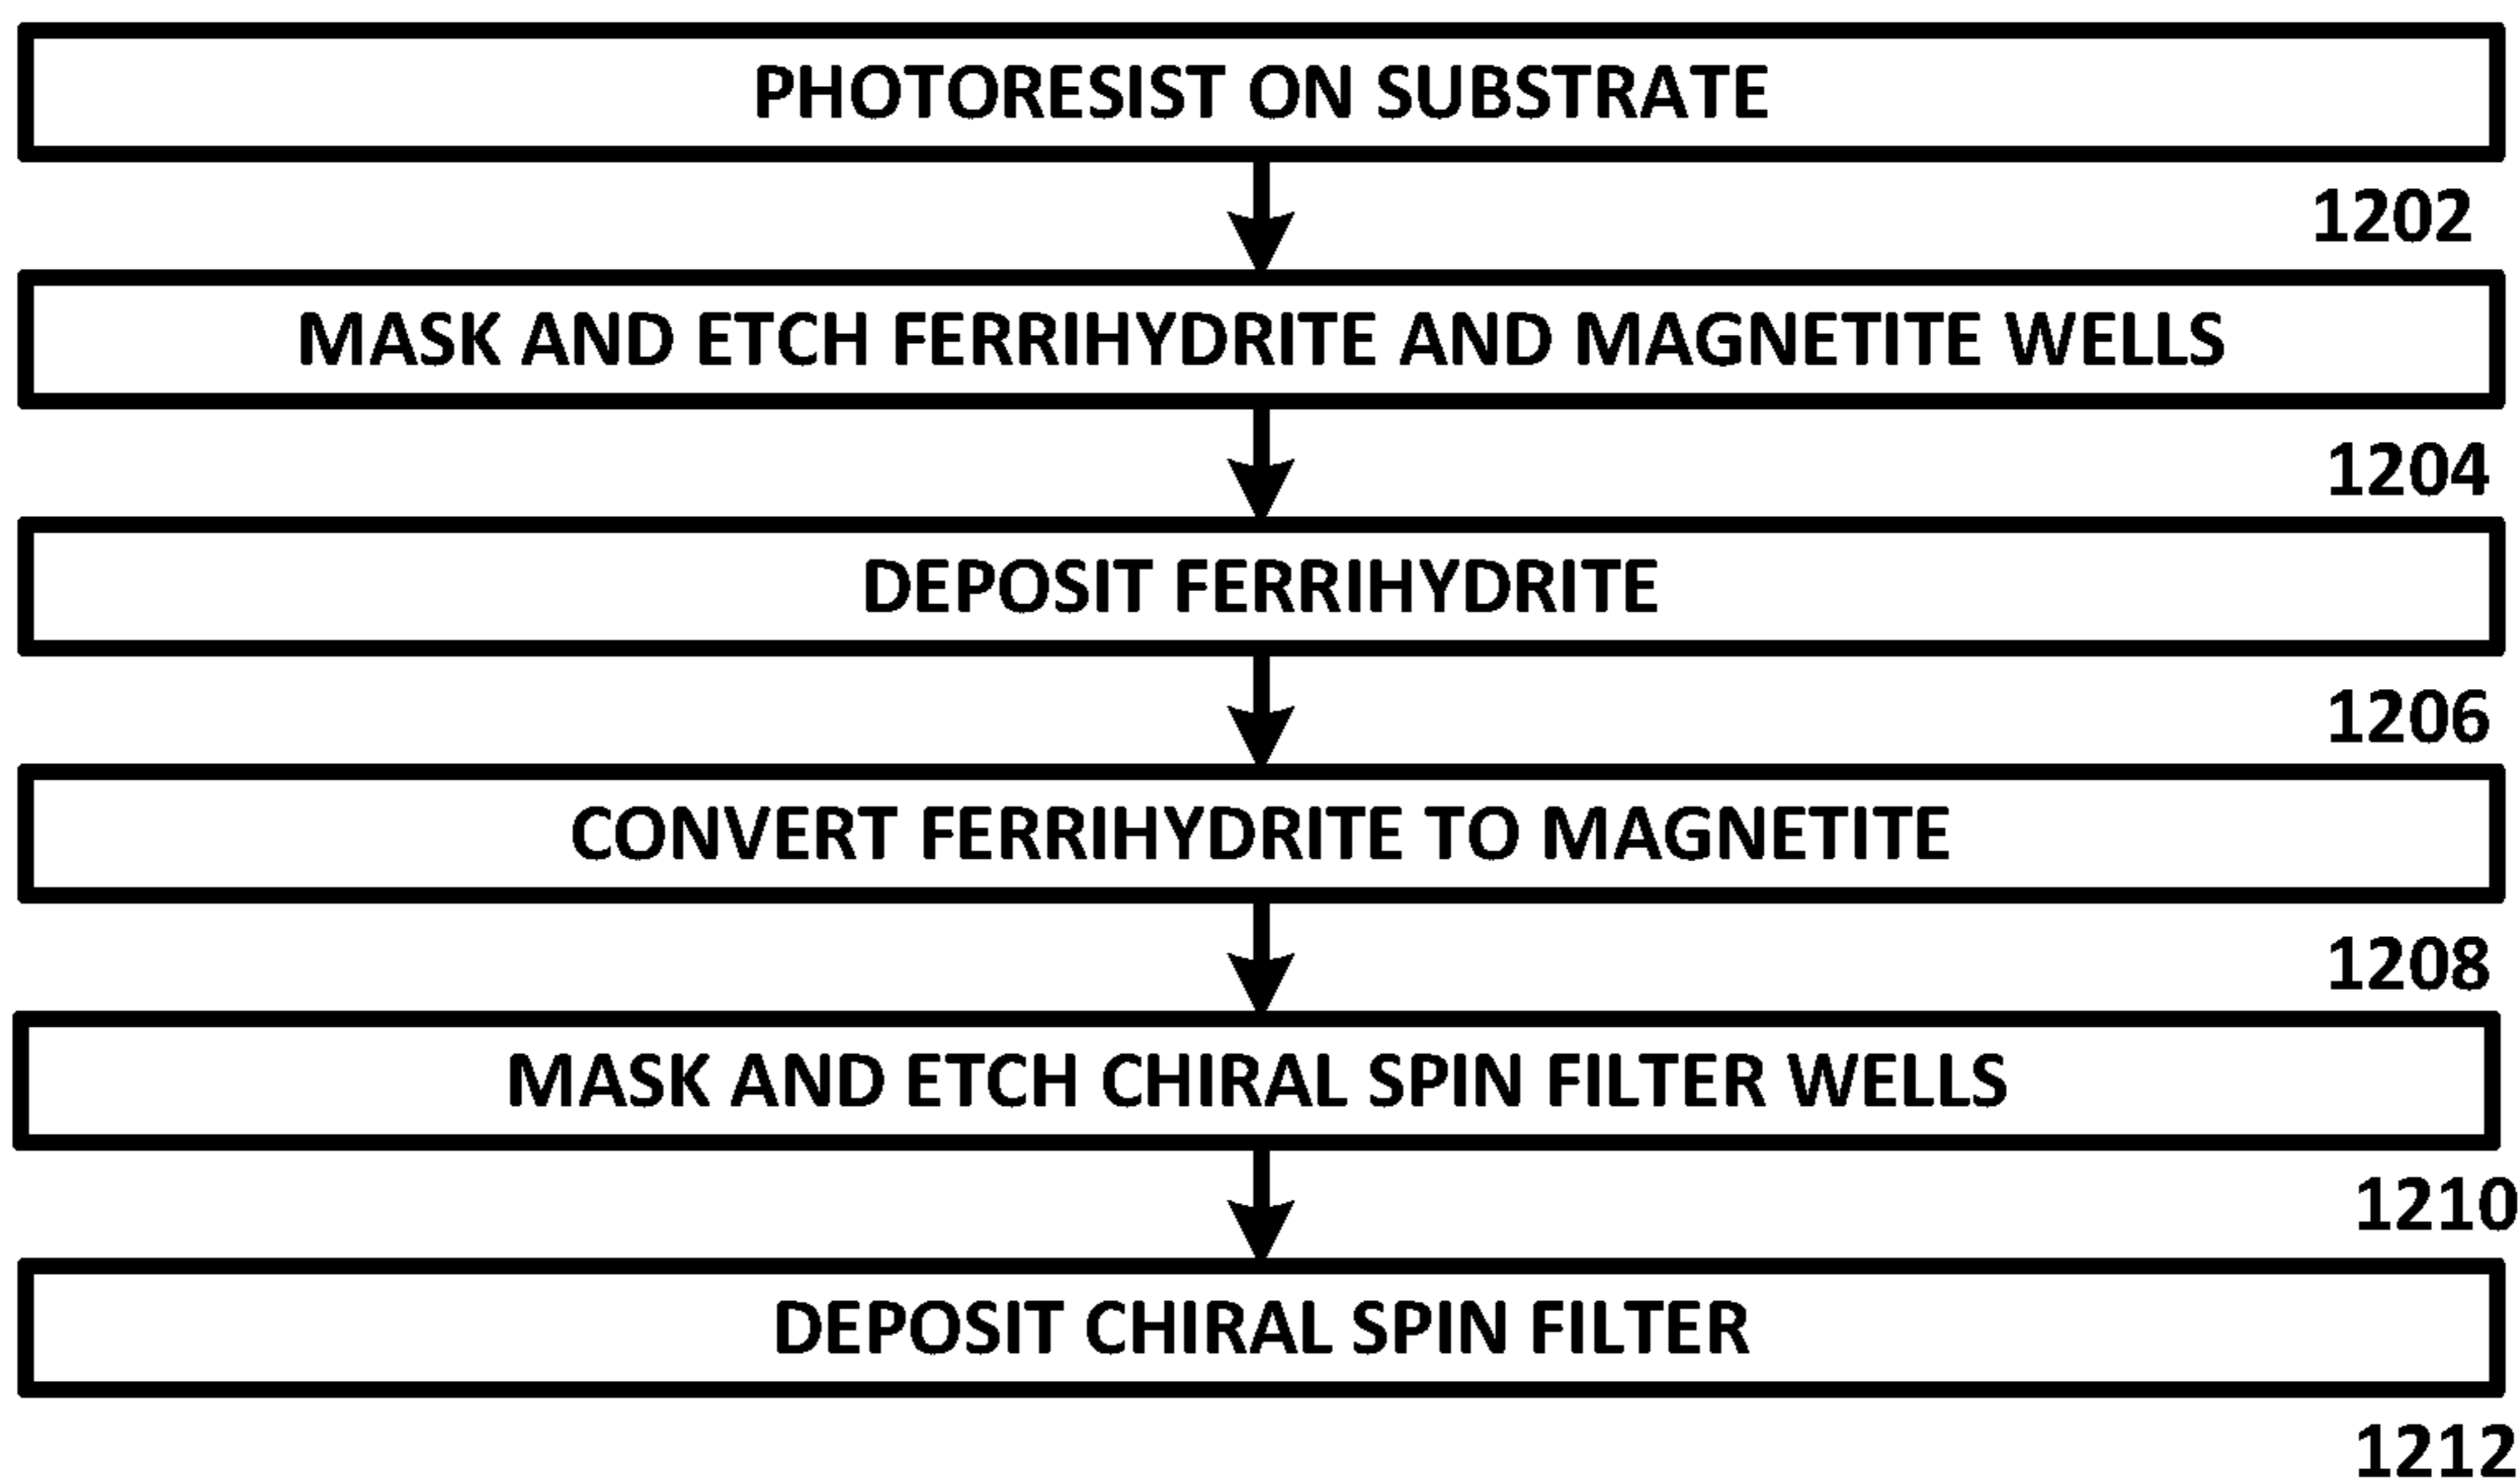 PHOTORESIST ON SUBSTRATE
1202
MASK AND ETCH FERRIHYDRITE AND MAGNETITE WELLS
1204
DEPOSIT FERRIHYDRITE
1206
CONVERT FERRIHYDRITE TO MAGNETITE
1208
MASK AND ETCH CHIRAL SPIN FILTER WELLS
1210
DEPOSIT CHIRAL SPIN FILTER
1212